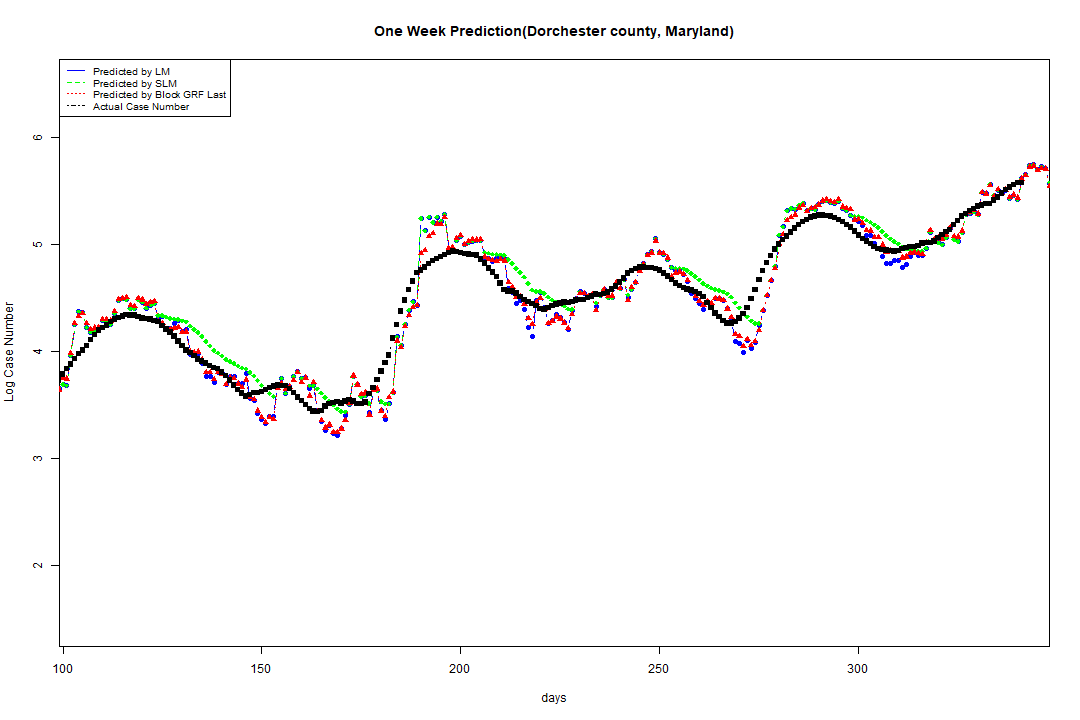 One Week Prediction(Dorchester county, Maryland)
Predicted by LM
Predicted by SLM
Predicted by Block GRF Last
Actual Case Number
6
5
4
3
2
Log Case Number
100 150 200 250 300
days